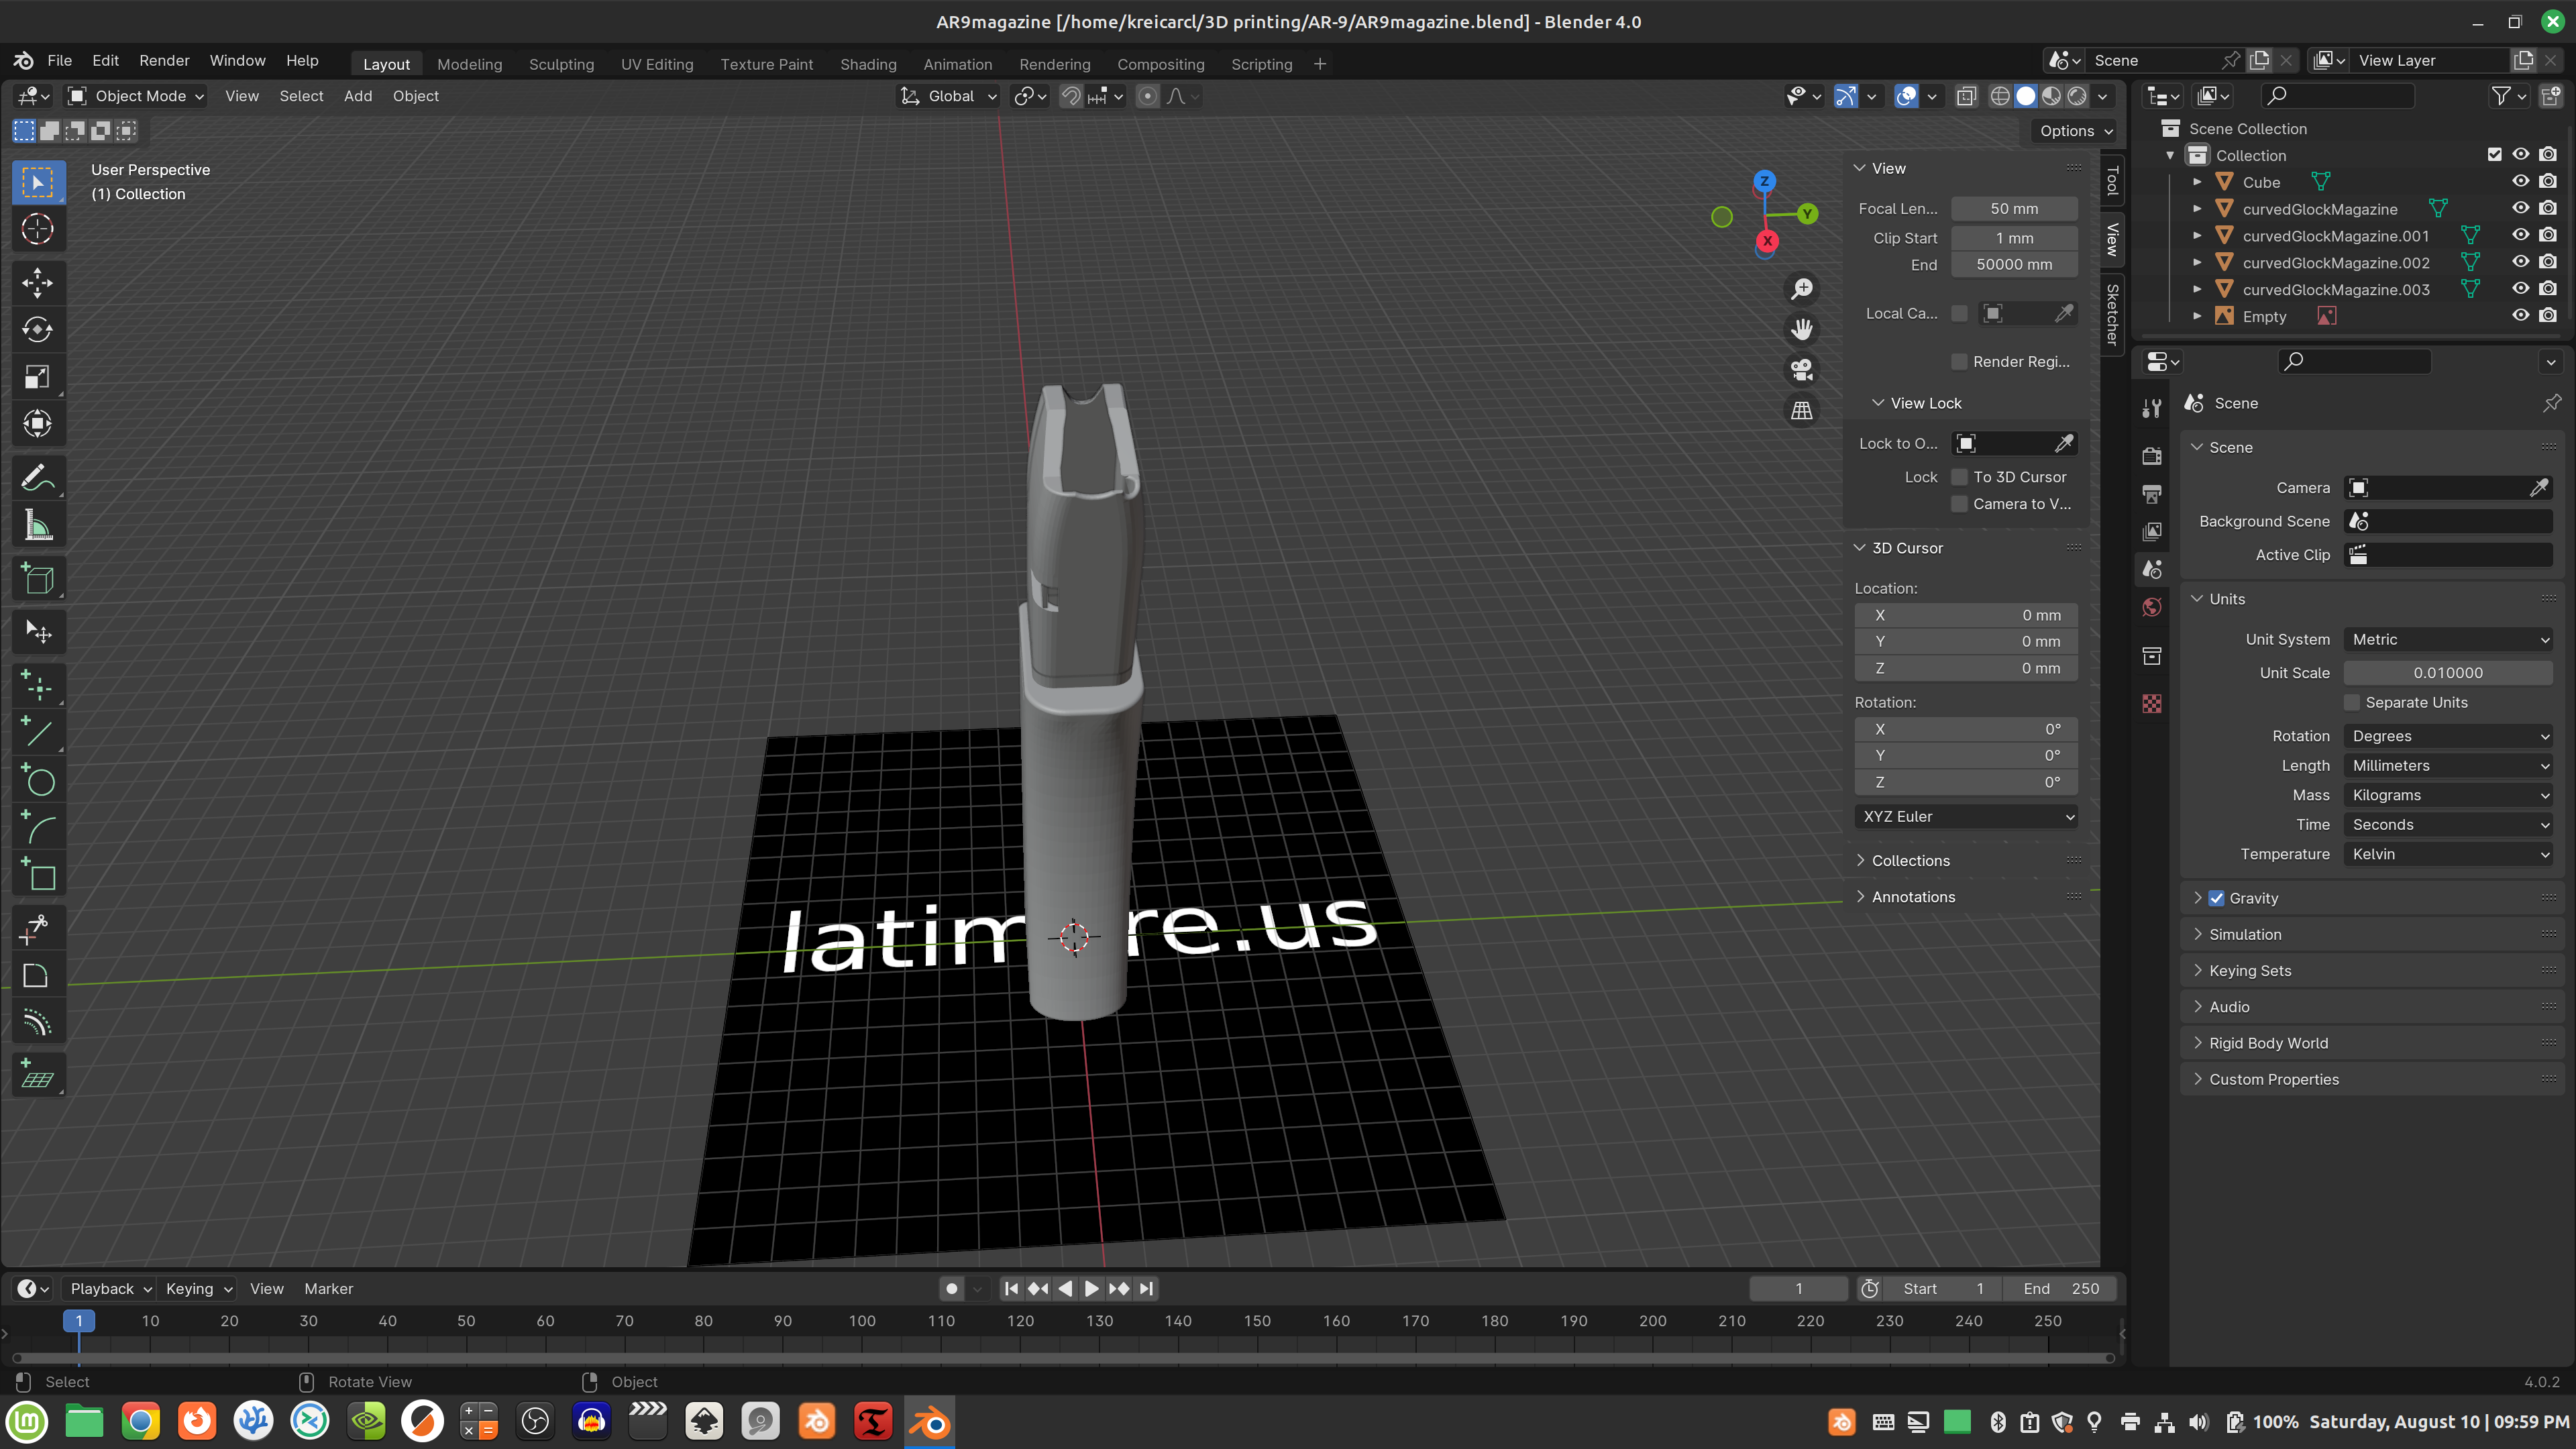 AR9magazine [/home/kreicarcl/3D printing/AR-9/AR9magazine.blend] - Blender 4.0
File Edit Render Window Help Layout Modeling Sculpting UV Editing Texture Paint Shading Animation Rendering Compositing Scripting + Scene View Layer
Object Mode View Select Add Object Global
Options
User Perspective
(1) Collection
Z
Y
X
View
Focal Len... 50 mm
Clip Start 1 mm
End 50000 mm
Local Ca...
Render Regi...
View Lock
Lock to O...
Lock To 3D Cursor
Camera to V...
3D Cursor
Location:
X 0 mm
Y 0 mm
Z 0 mm
Rotation:
X 0°
Y 0°
Z 0°
XYZ Euler
Collections
Annotations
Tool
View
Sketcher
latim re.us
Scene Collection
Collection
Cube
curvedGlockMagazine
curvedGlockMagazine.001
curvedGlockMagazine.002
curvedGlockMagazine.003
Empty
Scene
Scene
Camera
Background Scene
Active Clip
Units
Unit System Metric
Unit Scale 0.010000
Separate Units
Rotation Degrees
Length Millimeters
Mass Kilograms
Time Seconds
Temperature Kelvin
Gravity
Simulation
Keying Sets
Audio
Rigid Body World
Custom Properties
Playback Keying View Marker 1 Start 1 End 250
1 10 20 30 40 50 60 70 80 90 100 110 120 130 140 150 160 170 180 190 200 210 220 230 240 250
Select Rotate View Object 4.0.2
100% Saturday, August 10 | 09:59 PM